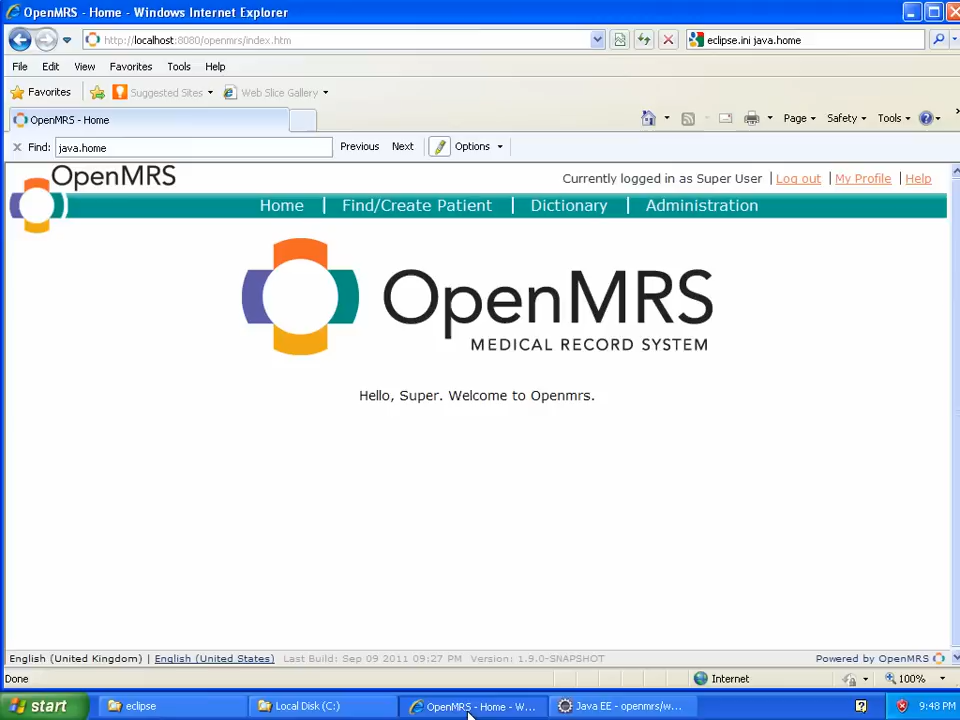 OpenMRS - Home - Windows Internet Explorer
http://localhost:8080/openmrs/index.htm
eclipse.ini java.home
File Edit View Favorites Tools Help
Favorites Suggested Sites Web Slice Gallery
OpenMRS - Home
Page Safety Tools
Find: java.home Previous Next Options
OpenMRS
Currently logged in as Super User | Log out | My Profile | Help
Home | Find/Create Patient | Dictionary | Administration
OpenMRS
MEDICAL RECORD SYSTEM
Hello, Super. Welcome to Openmrs.
English (United Kingdom) | English (United States) Last Build: Sep 09 2011 09:27 PM Version: 1.9.0-SNAPSHOT Powered by OpenMRS
Done Internet 100%
start eclipse Local Disk (C:) OpenMRS - Home - W... Java EE - openmrs/w... 9:48 PM